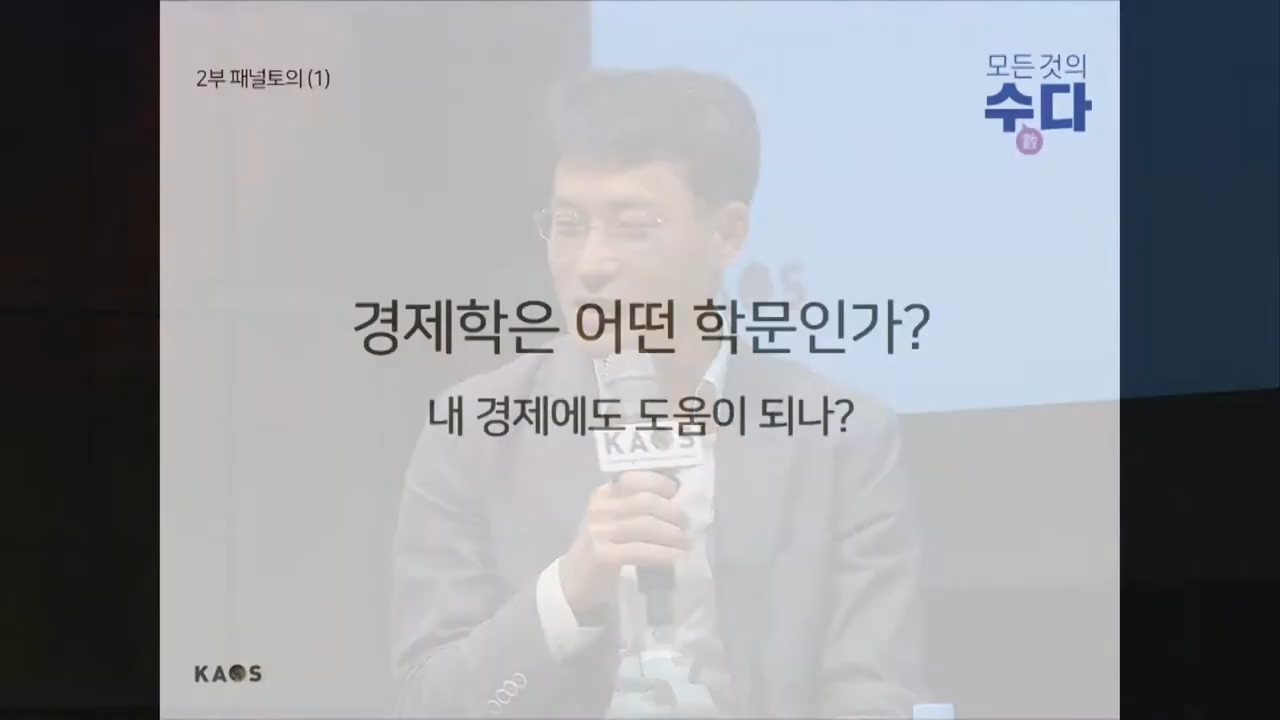 2부 패널토의 (1)
모든 것의
수다
경제학은 어떤 학문인가?
내 경제에도 도움이 되나?
KAOS
KAOS